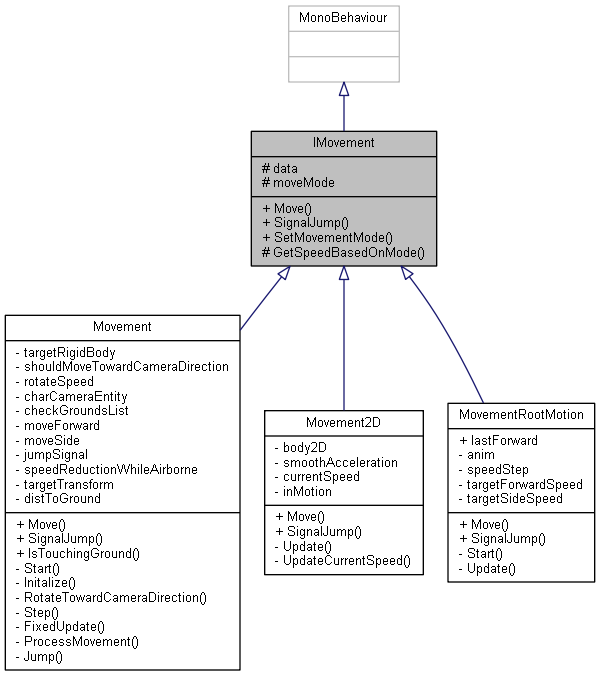 MonoBehaviour
IMovement
# data
# moveMode
+ Move()
+ SignalJump()
+ SetMovementMode()
# GetSpeedBasedOnMode()
Movement
- targetRigidBody
- shouldMoveTowardCameraDirection
- rotateSpeed
- charCameraEntity
- checkGroundsList
- moveForward
- moveSide
- jumpSignal
- speedReductionWhileAirborne
- targetTransform
- distToGround
+ Move()
+ SignalJump()
+ IsTouchingGround()
- Start()
- Initalize()
- RotateTowardCameraDirection()
- Step()
- FixedUpdate()
- ProcessMovement()
- Jump()
Movement2D
- body2D
- smoothAcceleration
- currentSpeed
- inMotion
+ Move()
+ SignalJump()
- Update()
- UpdateCurrentSpeed()
MovementRootMotion
+ lastForward
- anim
- speedStep
- targetForwardSpeed
- targetSideSpeed
+ Move()
+ SignalJump()
- Start()
- Update()